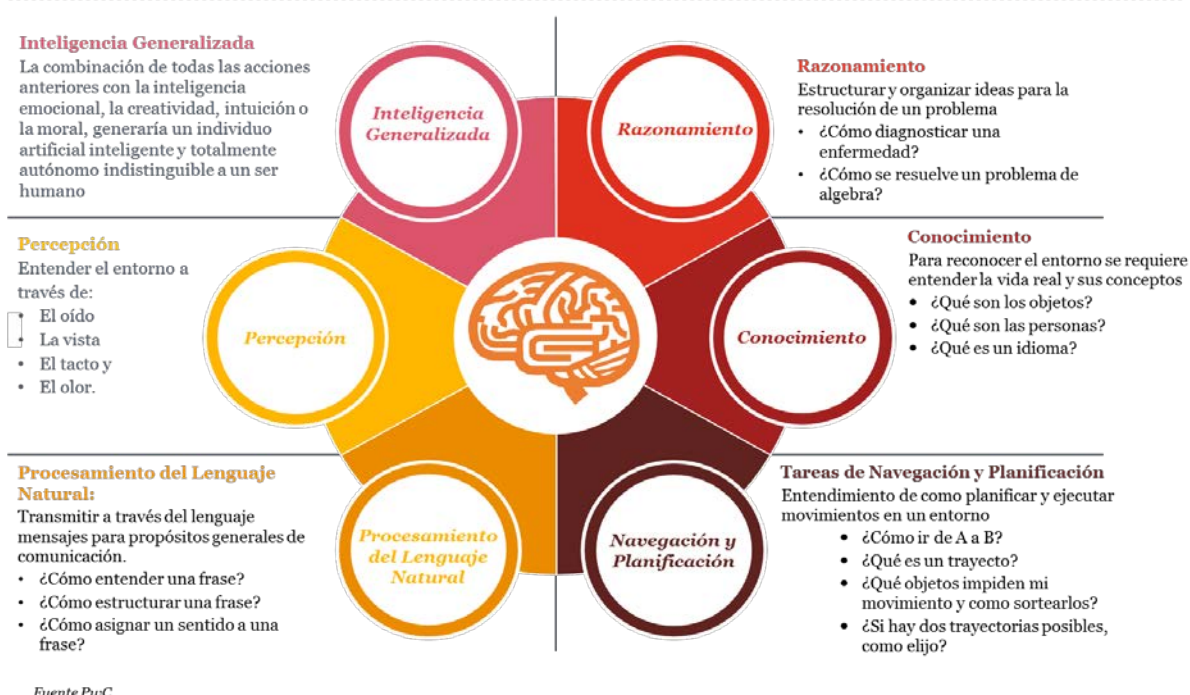 Inteligencia Generalizada
La combinación de todas las acciones
anteriores con la inteligencia
emocional, la creatividad, intuición o
la moral, generaría un individuo
artificial inteligente y totalmente
autónomo indistinguible a un ser
humano
Inteligencia
Generalizada
Razonamiento
Razonamiento
Estructurar y organizar ideas para la
resolución de un problema
• ¿Cómo diagnosticar una
enfermedad?
• ¿Cómo se resuelve un problema de
algebra?
Percepción
Entender el entorno a
través de:
• El oído
• La vista
• El tacto y
• El olor.
Percepción
Conocimiento
Conocimiento
Para reconocer el entorno se requiere
entender la vida real y sus conceptos
• ¿Qué son los objetos?
• ¿Qué son las personas?
• ¿Qué es un idioma?
Procesamiento del Lenguaje
Natural:
Transmitir a través del lenguaje
mensajes para propósitos generales de
comunicación.
• ¿Cómo entender una frase?
• ¿Cómo estructurar una frase?
• ¿Cómo asignar un sentido a una
frase?
Procesamiento
del Lenguaje
Natural
Navegación y
Planificación
Tareas de Navegación y Planificación
Entendimiento de como planificar y ejecutar
movimientos en un entorno
• ¿Cómo ir de A a B?
• ¿Qué es un trayecto?
• ¿Qué objetos impiden mi
movimiento y como sortearlos?
• ¿Si hay dos trayectorias posibles,
como elijo?
Fuente PwC